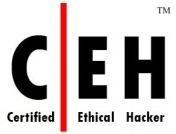 ™
C|EH
Certified | Ethical Hacker